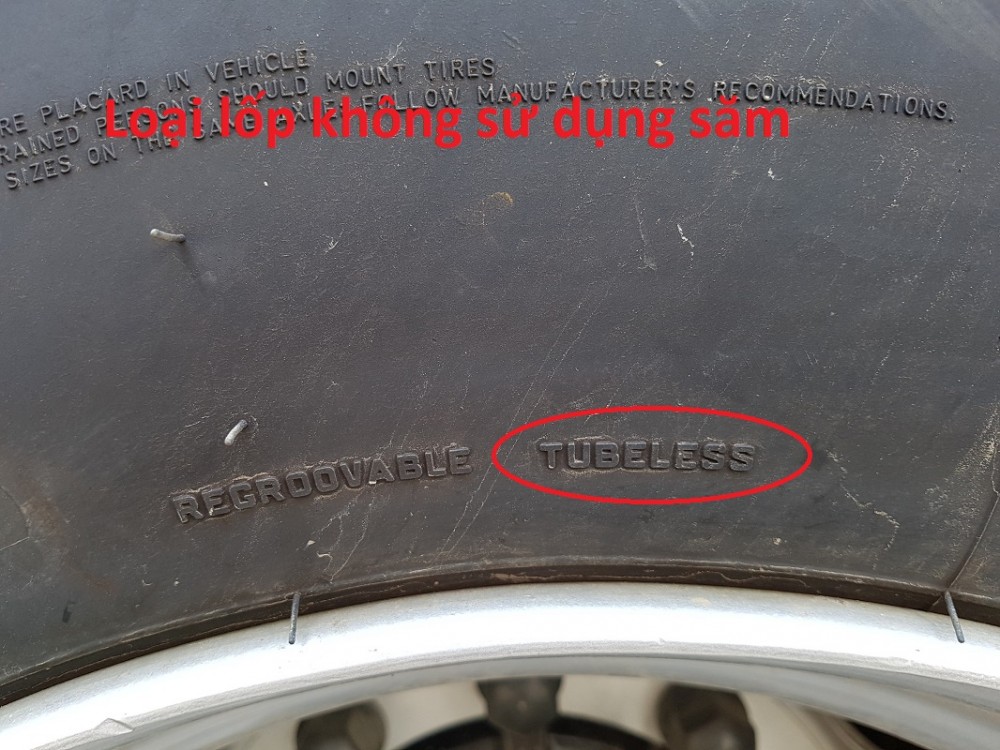 RE PLACARD IN VEHICLE
RAINED PERSONS SHOULD MOUNT TIRES
SIZES ON THE FOLLOW MANUFACTURER'S RECOMMENDATIONS.
Loại lốp không sử dụng săm
REGROOVABLE TUBELESS